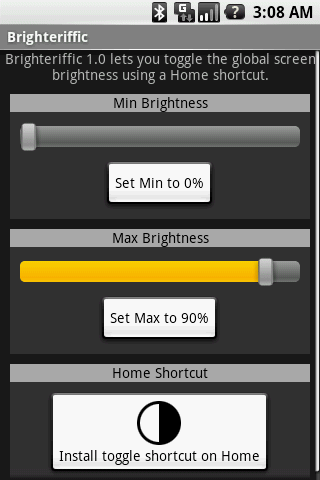 3:08 AM
Brighteriffic
Brighteriffic 1.0 lets you toggle the global screen
brightness using a Home shortcut.
Min Brightness
Set Min to 0%
Max Brightness
Set Max to 90%
Home Shortcut
Install toggle shortcut on Home